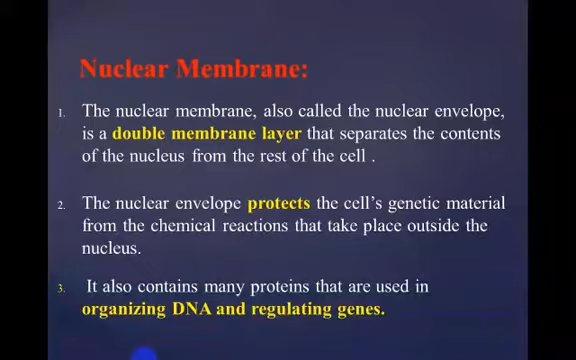 Nuclear Membrane:
1. The nuclear membrane, also called the nuclear envelope,
is a double membrane layer that separates the contents
of the nucleus from the rest of the cell .
2. The nuclear envelope protects the cell's genetic material
from the chemical reactions that take place outside the
nucleus.
3. It also contains many proteins that are used in
organizing DNA and regulating genes.